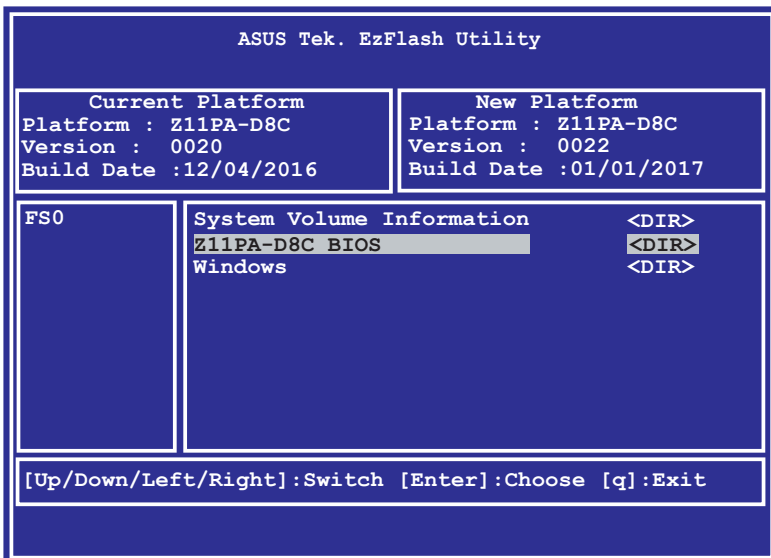 ASUS Tek. EzFlash Utility
Current Platform
Platform : Z11PA-D8C
Version : 0020
Build Date :12/04/2016
New Platform
Platform : Z11PA-D8C
Version : 0022
Build Date :01/01/2017
FS0
System Volume Information <DIR>
Z11PA-D8C BIOS <DIR>
Windows <DIR>
[Up/Down/Left/Right]:Switch [Enter]:Choose [q]:Exit